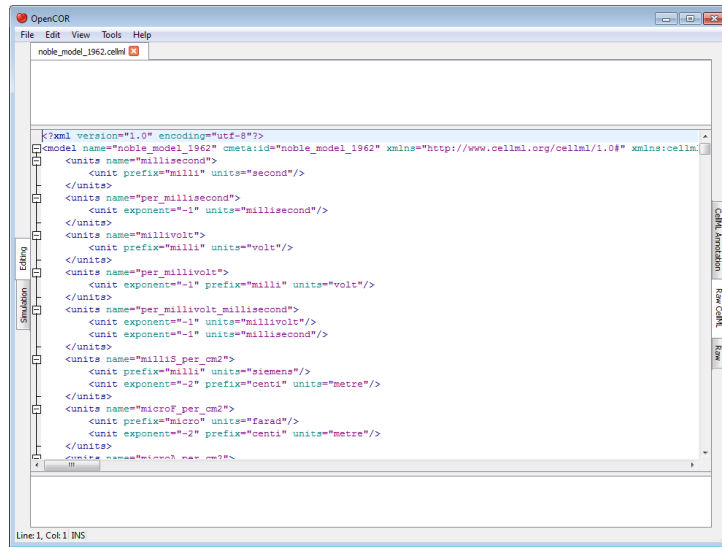 OpenCOR
File Edit View Tools Help
noble_model_1962.cellml
<?xml version="1.0" encoding="utf-8"?>
<model name="noble_model_1962" cmeta:id="noble_model_1962" xmlns="http://www.cellml.org/cellml/1.0#" xmlns:cellml
<units name="millisecond">
<unit prefix="milli" units="second"/>
</units>
<units name="per_millisecond">
<unit exponent="-1" units="millisecond"/>
</units>
<units name="millivolt">
<unit prefix="milli" units="volt"/>
</units>
<units name="per_millivolt">
<unit exponent="-1" prefix="milli" units="volt"/>
</units>
<units name="per_millivolt_millisecond">
<unit exponent="-1" units="millivolt"/>
<unit exponent="-1" units="millisecond"/>
</units>
<units name="milliS_per_cm2">
<unit prefix="milli" units="siemens"/>
<unit exponent="-2" prefix="centi" units="metre"/>
</units>
<units name="microF_per_cm2">
<unit prefix="micro" units="farad"/>
<unit exponent="-2" prefix="centi" units="metre"/>
</units>
<units name="microA_per_cm2">
Editing
Simulation
CellML Annotation
Raw CellML
Raw
Line: 1, Col: 1 INS